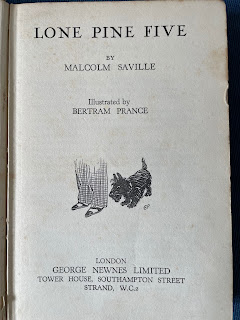 LONE PINE FIVE
BY
MALCOLM SAVILLE
Illustrated by
BERTRAM PRANCE
LONDON
GEORGE NEWNES LIMITED
TOWER HOUSE, SOUTHAMPTON STREET
STRAND, W.C.2